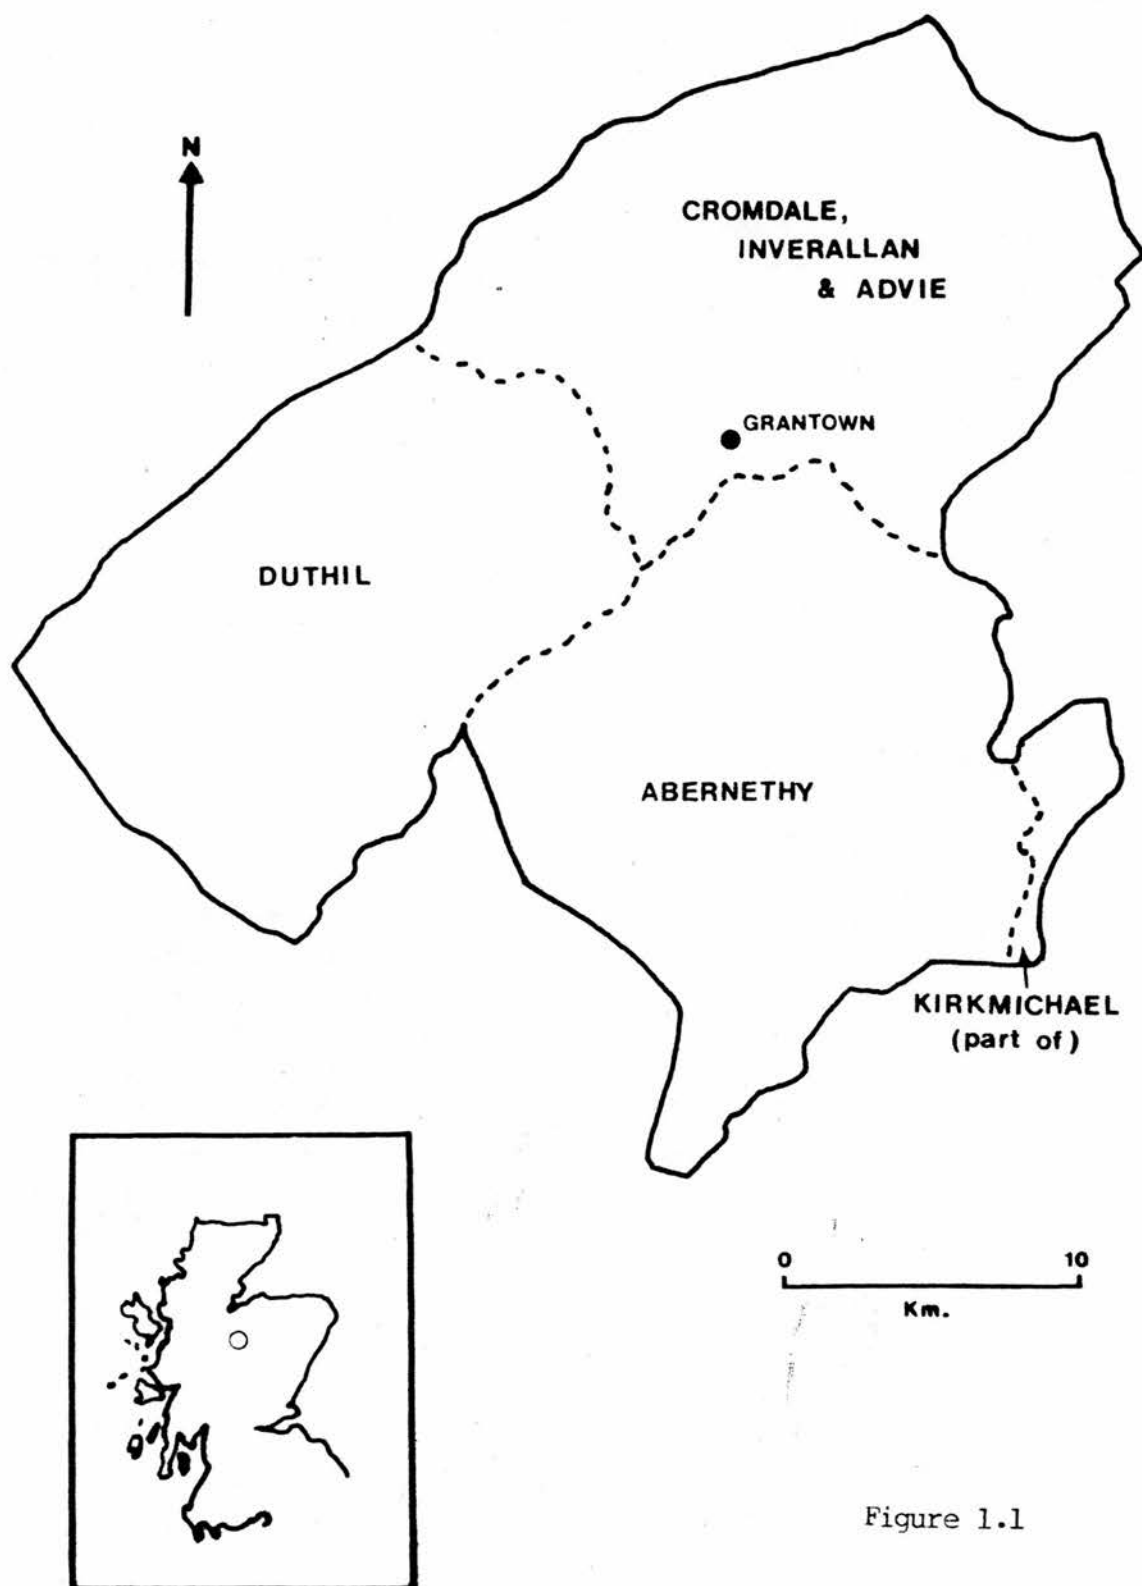 N
CROMDALE,
INVERALLAN
& ADVIE
GRANTOWN
DUTHIL
ABERNETHY
KIRKMICHAEL
(part of)
0 10
Km.
Figure 1.1